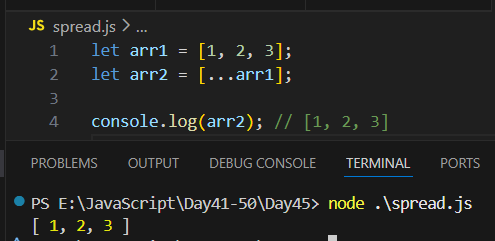 JS spread.js > ...
1 let arr1 = [1, 2, 3];
2 let arr2 = [...arr1];
3
4 console.log(arr2); // [1, 2, 3]
PROBLEMS OUTPUT DEBUG CONSOLE TERMINAL PORTS
PS E:\JavaScript\Day41-50\Day45> node .\spread.js
[ 1, 2, 3 ]